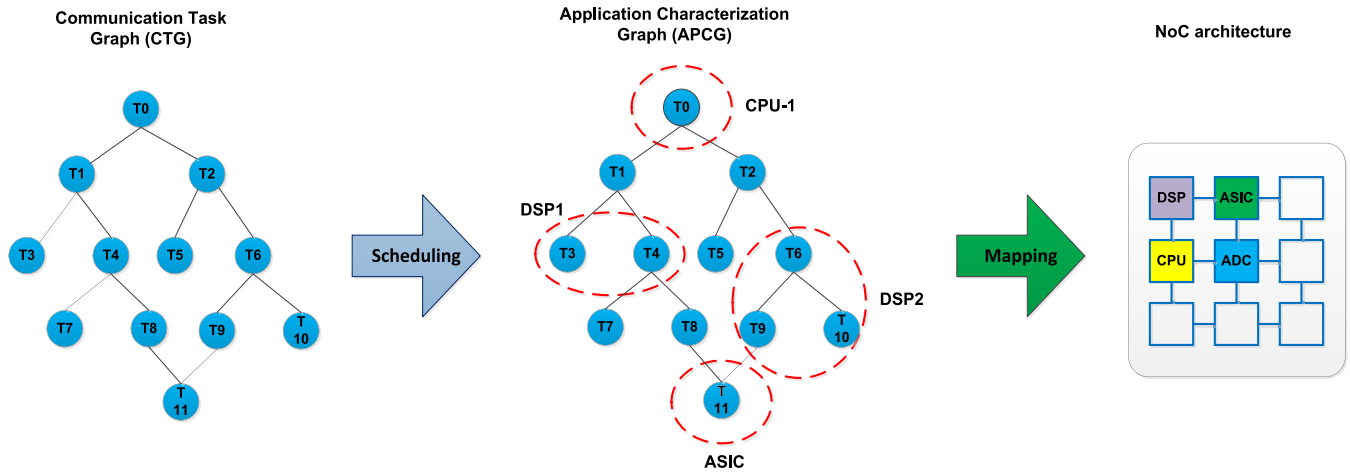 Communication Task
Graph (CTG)
T0
T1
T2
T3
T4
T5
T6
T7
T8
T9
T
10
T
11
Scheduling
Application Characterization
Graph (APCG)
T0
CPU-1
T1
T2
DSP1
T3
T4
T5
T6
DSP2
T7
T8
T9
T
10
T
11
ASIC
Mapping
NoC architecture
DSP
ASIC
CPU
ADC